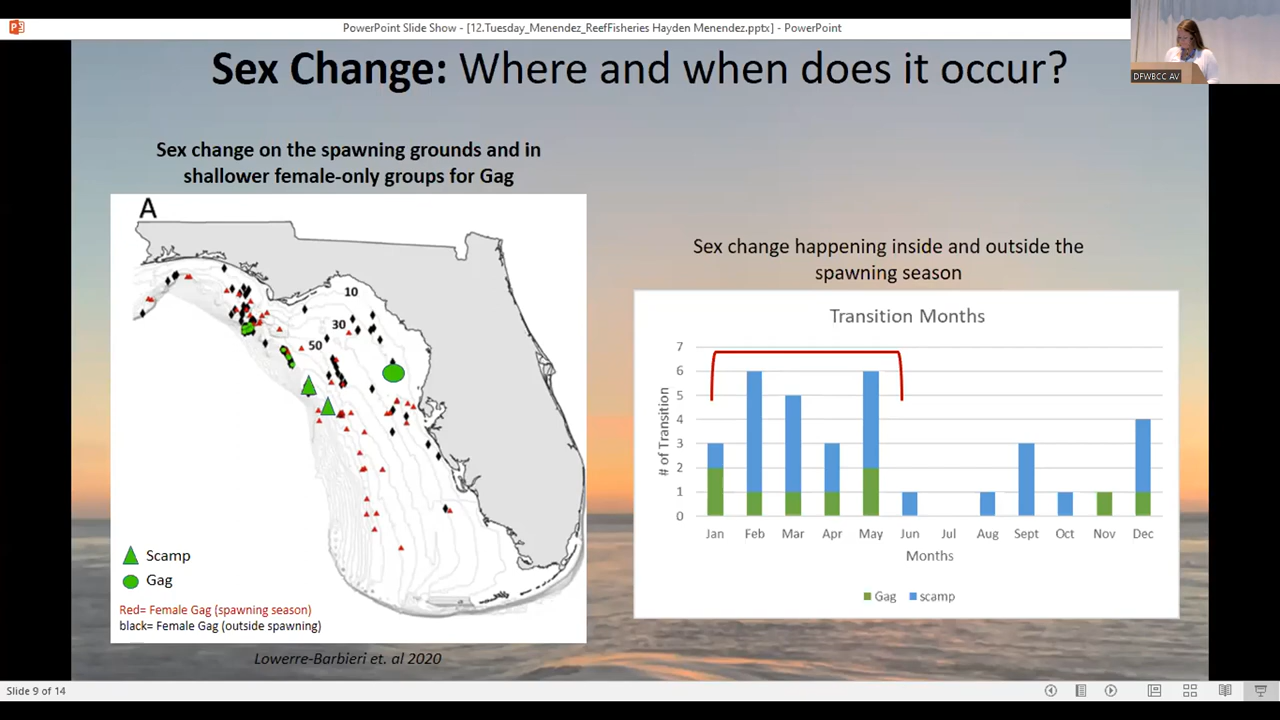 PowerPoint Slide Show - [12.Tuesday_Menendez_ReefFisheries Hayden Menendez.pptx] - PowerPoint
DFWBCC AV
Sex Change: Where and when does it occur?
Sex change on the spawning grounds and in
shallower female-only groups for Gag
A
10
30
50
Scamp
Gag
Red= Female Gag (spawning season)
black= Female Gag (outside spawning)
Lowerre-Barbieri et. al 2020
Sex change happening inside and outside the
spawning season
Transition Months
# of Transition
7
6
5
4
3
2
1
0
Jan Feb Mar Apr May Jun Jul Aug Sept Oct Nov Dec
Months
Gag scamp
Slide 9 of 14